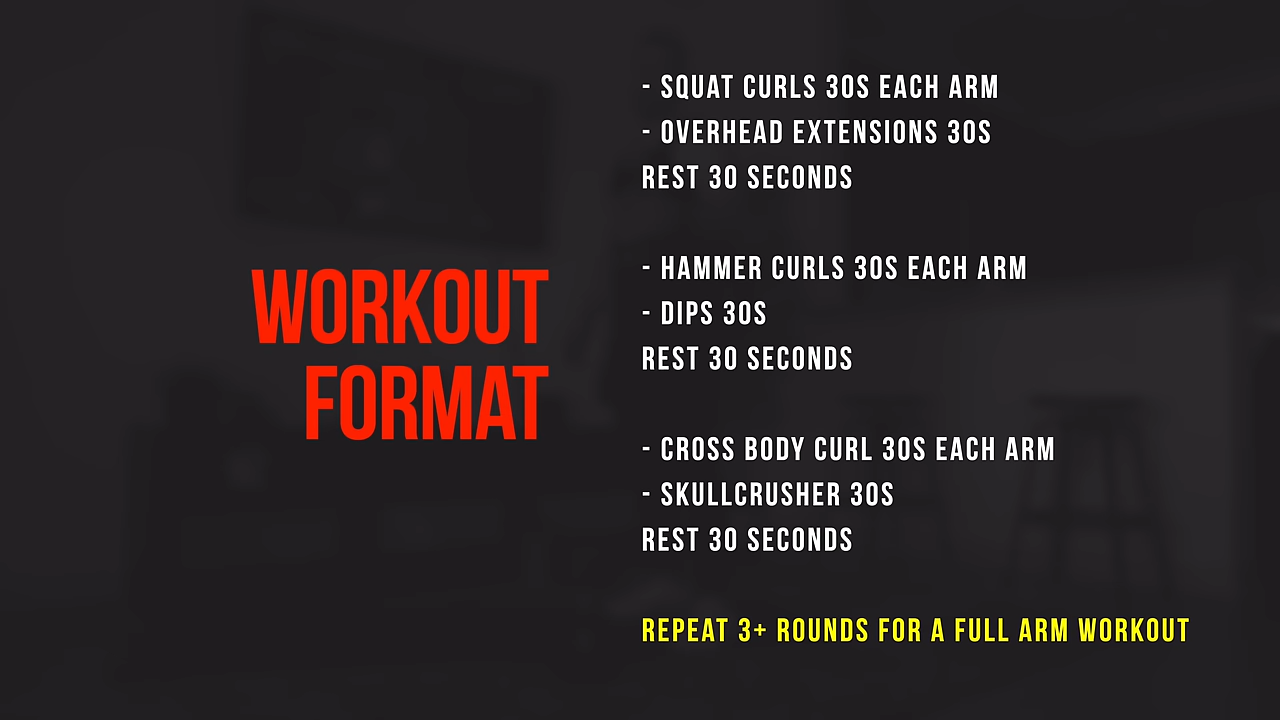 WORKOUT
FORMAT
- SQUAT CURLS 30S EACH ARM
- OVERHEAD EXTENSIONS 30S
REST 30 SECONDS
- HAMMER CURLS 30S EACH ARM
- DIPS 30S
REST 30 SECONDS
- CROSS BODY CURL 30S EACH ARM
- SKULLCRUSHER 30S
REST 30 SECONDS
REPEAT 3+ ROUNDS FOR A FULL ARM WORKOUT